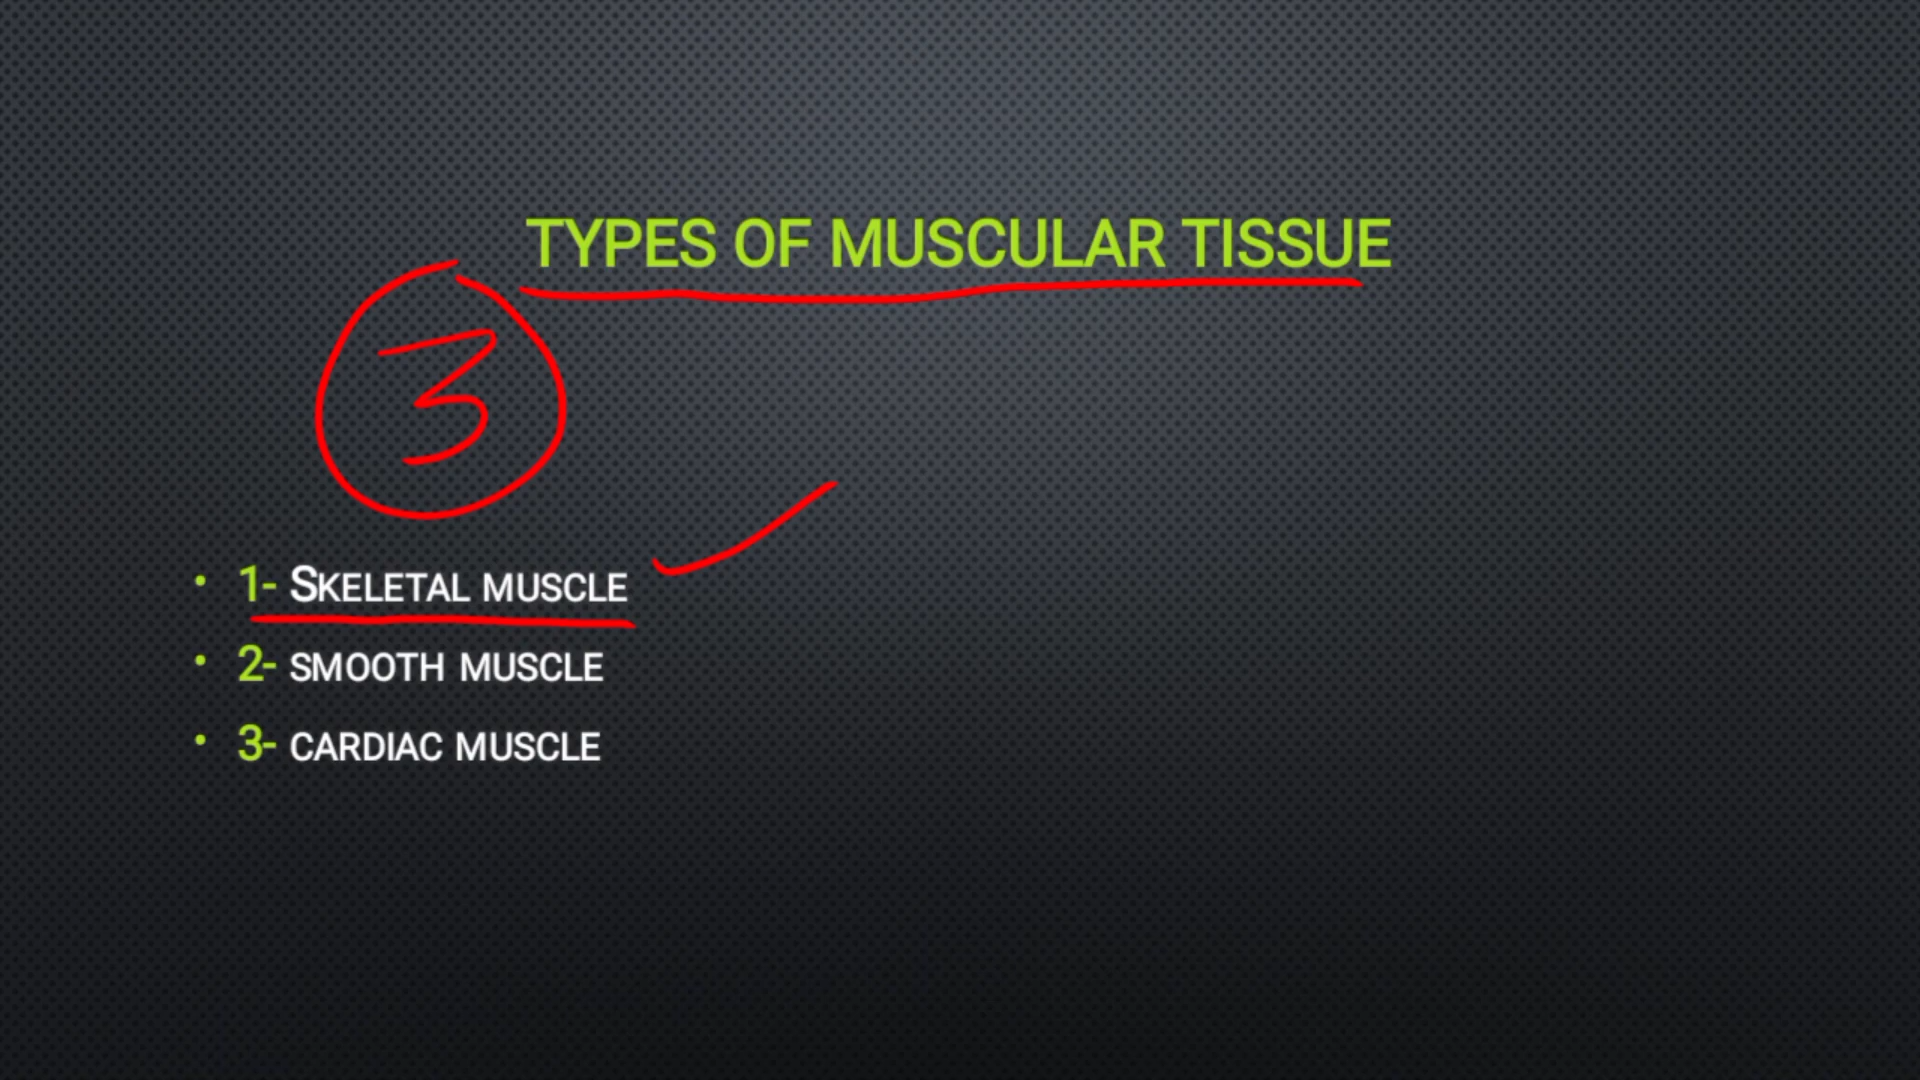 TYPES OF MUSCULAR TISSUE
3
• 1- SKELETAL MUSCLE
• 2- SMOOTH MUSCLE
• 3- CARDIAC MUSCLE